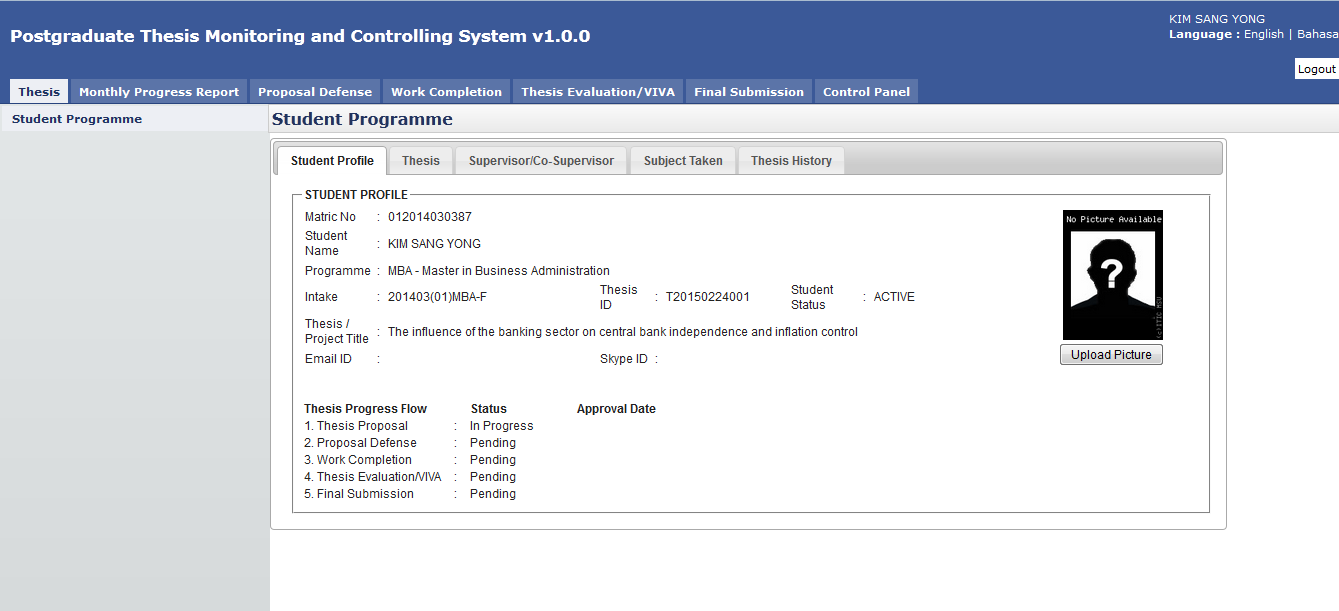 KIM SANG YONG
Postgraduate Thesis Monitoring and Controlling System v1.0.0
Language : English | Bahasa
Logout
Thesis Monthly Progress Report Proposal Defense Work Completion Thesis Evaluation/VIVA Final Submission Control Panel
Student Programme
Student Programme
Student Profile Thesis Supervisor/Co-Supervisor Subject Taken Thesis History
STUDENT PROFILE
Matric No : 012014030387
Student Name : KIM SANG YONG
Programme : MBA - Master in Business Administration
Intake : 201403(01)MBA-F Thesis ID : T20150224001 Student Status : ACTIVE
Thesis / Project Title : The influence of the banking sector on central bank independence and inflation control
Email ID : Skype ID :
No Picture Available
?
(c)ITIC MSU
Upload Picture
Thesis Progress Flow Status Approval Date
1. Thesis Proposal : In Progress
2. Proposal Defense : Pending
3. Work Completion : Pending
4. Thesis Evaluation/VIVA : Pending
5. Final Submission : Pending